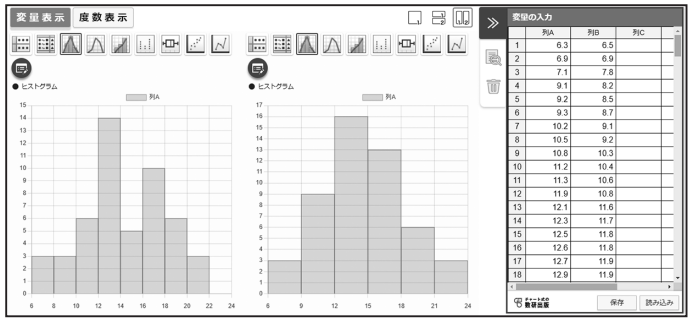 変量表示 度数表示
● ヒストグラム
列A
15
14
13
12
11
10
9
8
7
6
5
4
3
2
1
0
6 8 10 12 14 16 18 20 22 24
● ヒストグラム
列A
17
16
15
14
13
12
11
10
9
8
7
6
5
4
3
2
1
0
6 9 12 15 18 21 24
変量の入力
列A 列B 列C
1 6.3 6.5
2 6.9 6.9
3 7.1 7.8
4 9.1 8.2
5 9.2 8.5
6 9.3 8.7
7 10.2 9.1
8 10.5 9.2
9 10.8 10.3
10 11.2 10.4
11 11.3 10.6
12 11.9 10.8
13 12.1 11.6
14 12.3 11.7
15 12.5 11.8
16 12.6 11.8
17 12.7 11.9
18 12.9 11.9
チャート式の
数研出版
保存 読み込み